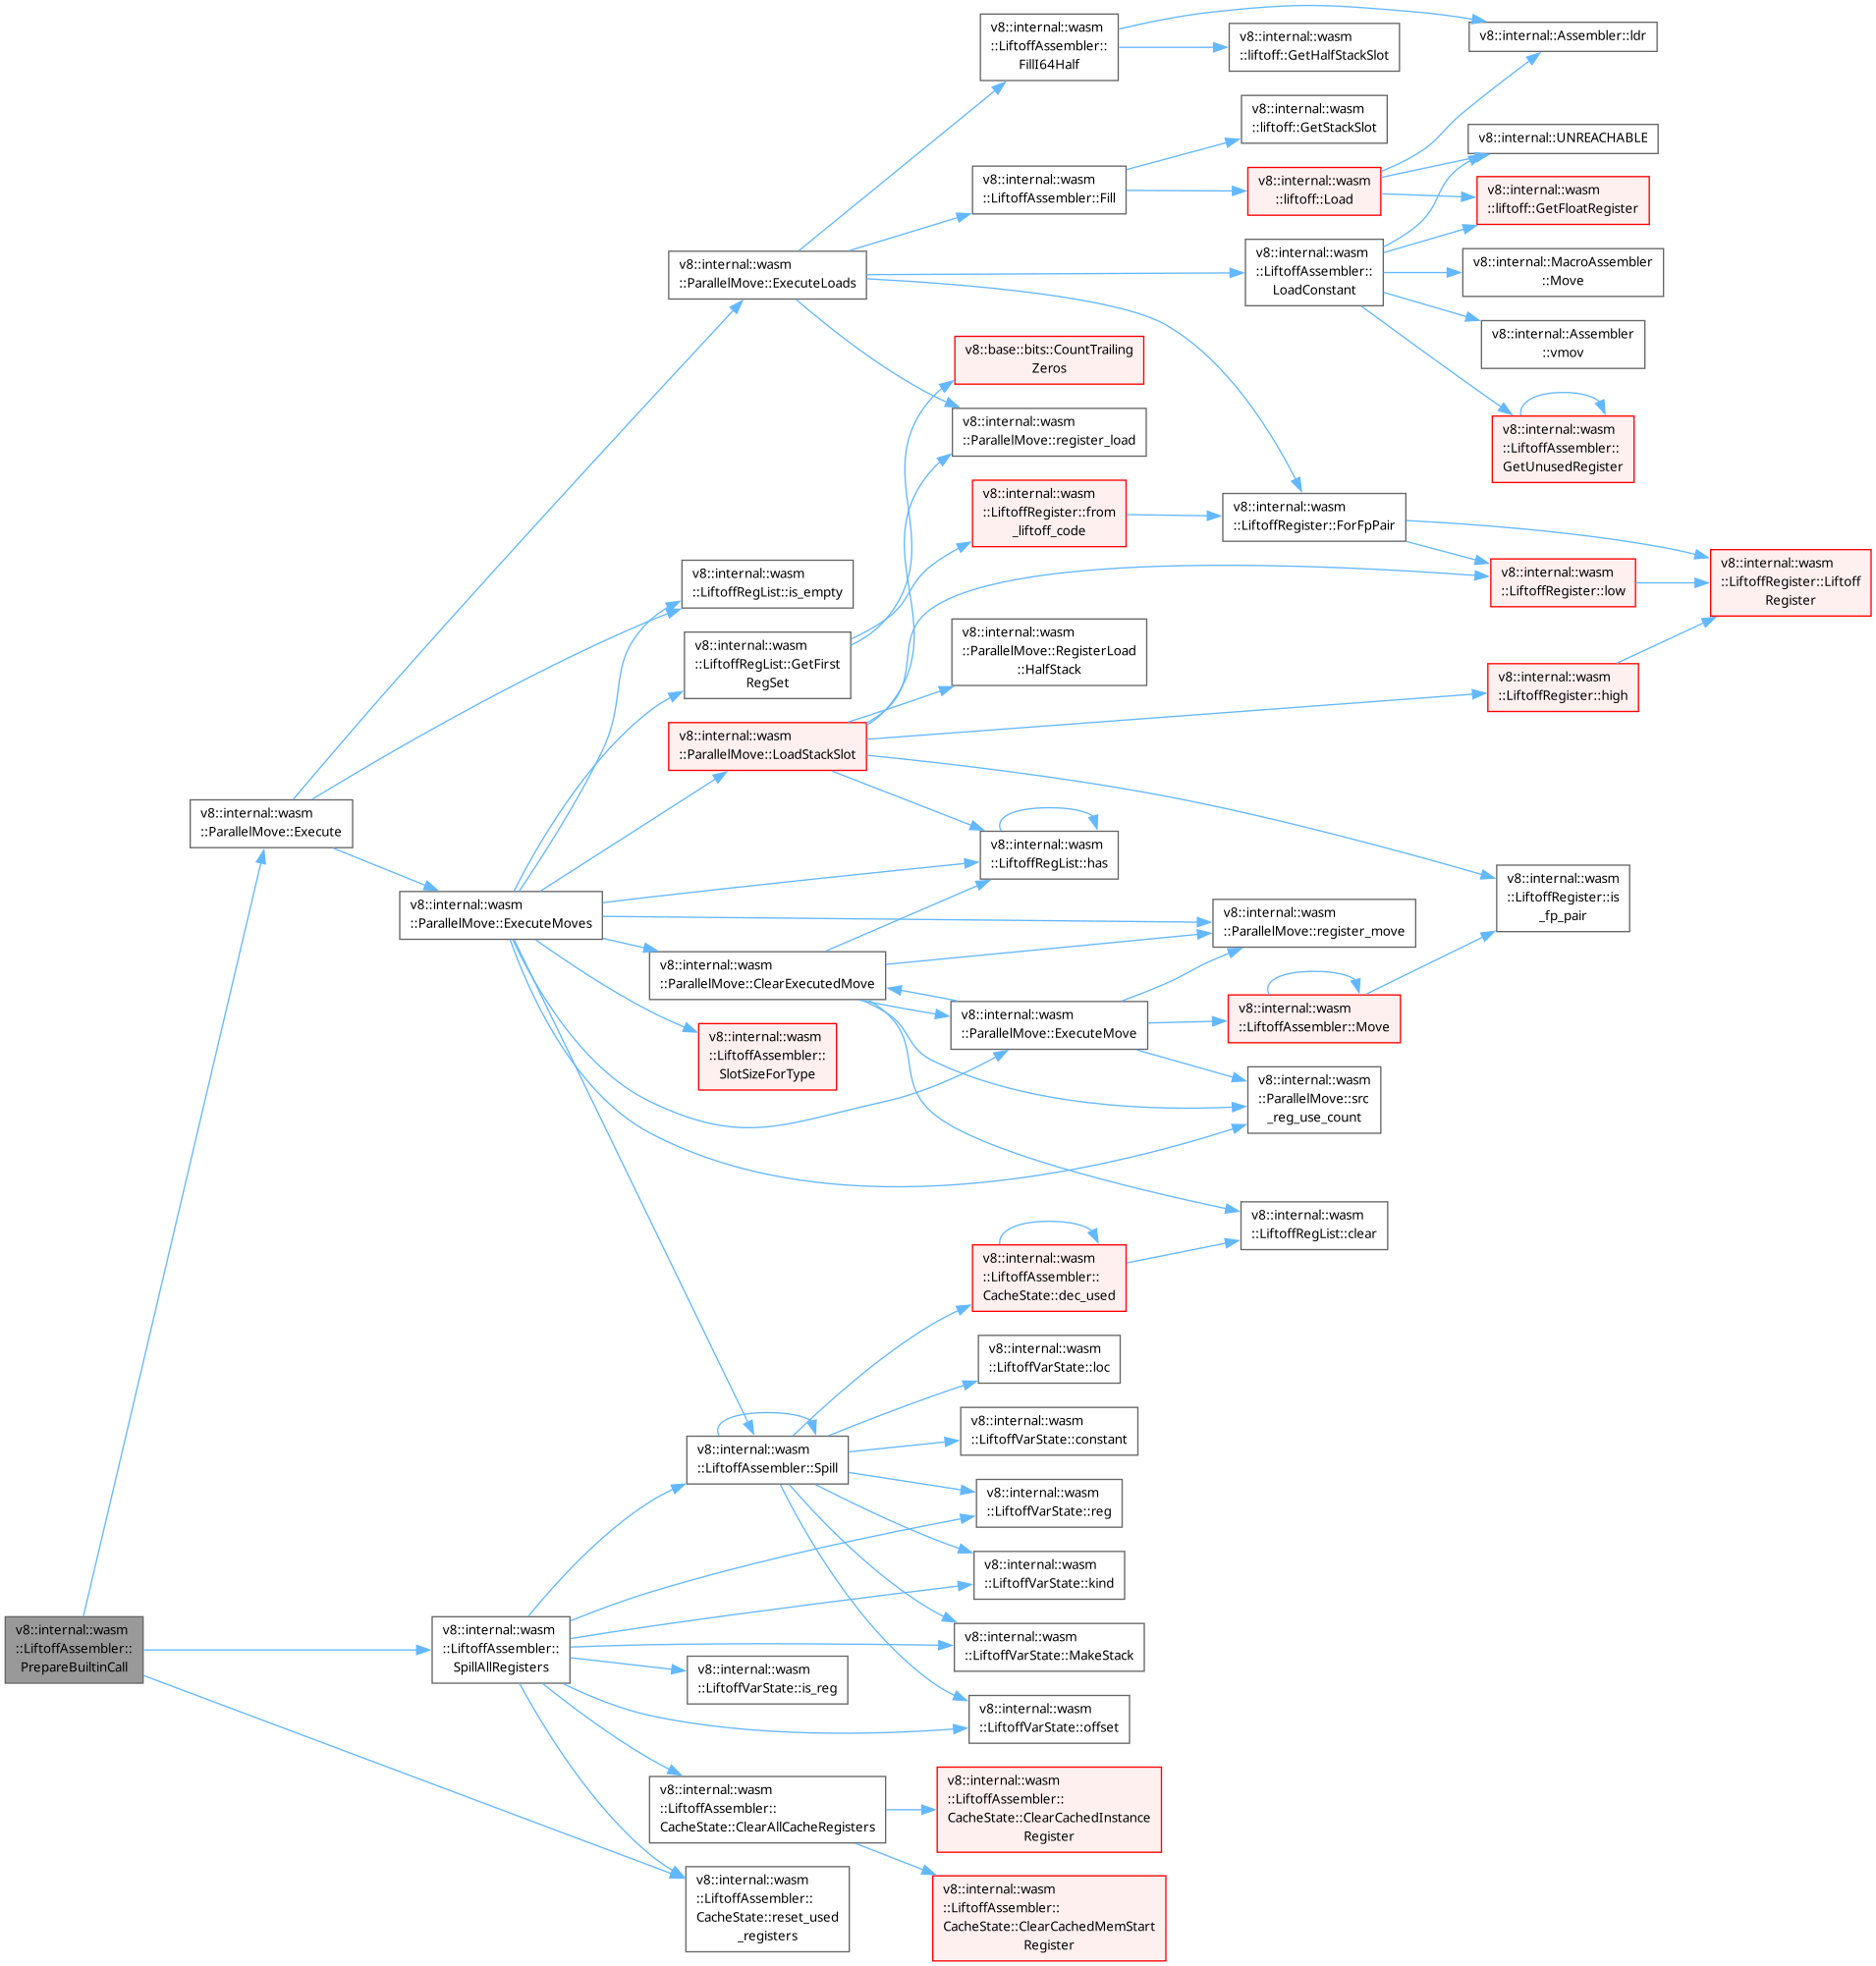 v8::internal::wasm
::LiftoffAssembler::
PrepareBuiltinCall
v8::internal::wasm
::ParallelMove::Execute
v8::internal::wasm
::ParallelMove::ExecuteMoves
v8::internal::wasm
::LiftoffAssembler::
SpillAllRegisters
v8::internal::wasm
::ParallelMove::ExecuteLoads
v8::internal::wasm
::LiftoffRegList::is_empty
v8::internal::wasm
::LiftoffRegList::GetFirst
RegSet
v8::internal::wasm
::ParallelMove::LoadStackSlot
v8::internal::wasm
::ParallelMove::ClearExecutedMove
v8::internal::wasm
::LiftoffAssembler::
SlotSizeForType
v8::internal::wasm
::LiftoffAssembler::Spill
v8::internal::wasm
::LiftoffVarState::is_reg
v8::internal::wasm
::LiftoffAssembler::
CacheState::ClearAllCacheRegisters
v8::internal::wasm
::LiftoffAssembler::
CacheState::reset_used
_registers
v8::internal::wasm
::LiftoffAssembler::
FillI64Half
v8::internal::wasm
::LiftoffAssembler::Fill
v8::base::bits::CountTrailing
Zeros
v8::internal::wasm
::ParallelMove::register_load
v8::internal::wasm
::LiftoffRegister::from
_liftoff_code
v8::internal::wasm
::ParallelMove::RegisterLoad
::HalfStack
v8::internal::wasm
::LiftoffRegList::has
v8::internal::wasm
::ParallelMove::ExecuteMove
v8::internal::wasm
::LiftoffAssembler::
CacheState::dec_used
v8::internal::wasm
::LiftoffVarState::loc
v8::internal::wasm
::LiftoffVarState::constant
v8::internal::wasm
::LiftoffVarState::reg
v8::internal::wasm
::LiftoffVarState::kind
v8::internal::wasm
::LiftoffVarState::MakeStack
v8::internal::wasm
::LiftoffVarState::offset
v8::internal::wasm
::LiftoffAssembler::
CacheState::ClearCachedInstance
Register
v8::internal::wasm
::LiftoffAssembler::
CacheState::ClearCachedMemStart
Register
v8::internal::wasm
::liftoff::GetHalfStackSlot
v8::internal::wasm
::liftoff::GetStackSlot
v8::internal::wasm
::liftoff::Load
v8::internal::wasm
::LiftoffAssembler::
LoadConstant
v8::internal::wasm
::LiftoffRegister::ForFpPair
v8::internal::wasm
::ParallelMove::register_move
v8::internal::wasm
::LiftoffAssembler::Move
v8::internal::wasm
::ParallelMove::src
_reg_use_count
v8::internal::wasm
::LiftoffRegList::clear
v8::internal::Assembler::ldr
v8::internal::UNREACHABLE
v8::internal::wasm
::liftoff::GetFloatRegister
v8::internal::MacroAssembler
::Move
v8::internal::Assembler
::vmov
v8::internal::wasm
::LiftoffAssembler::
GetUnusedRegister
v8::internal::wasm
::LiftoffRegister::low
v8::internal::wasm
::LiftoffRegister::high
v8::internal::wasm
::LiftoffRegister::is
_fp_pair
v8::internal::wasm
::LiftoffRegister::Liftoff
Register